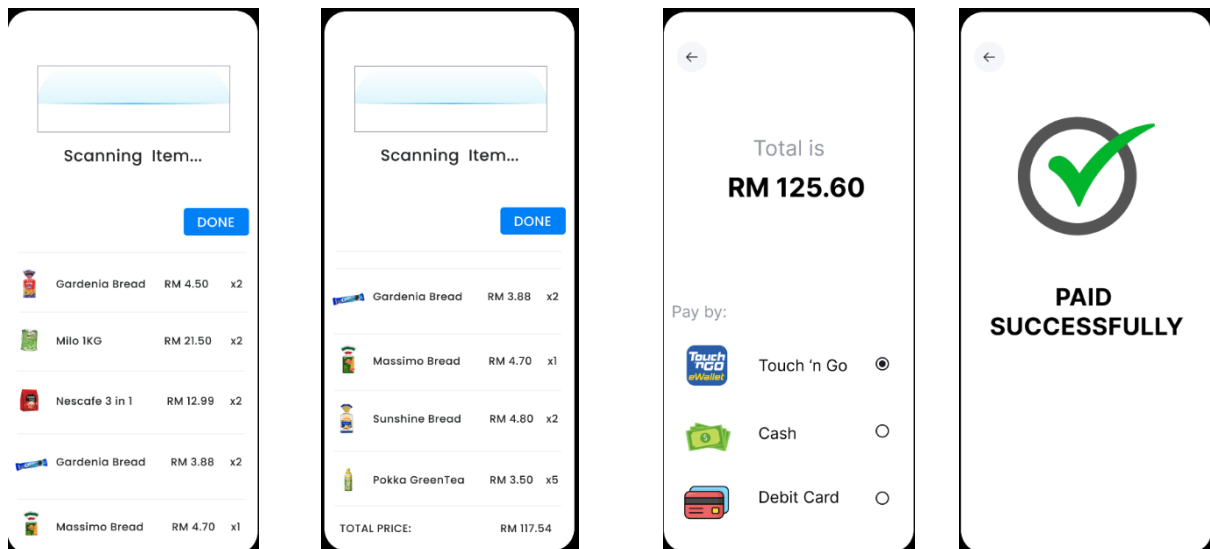 Scanning Item...
DONE
Gardenia Bread RM 4.50 x2
Milo 1KG RM 21.50 x2
Nescafe 3 in 1 RM 12.99 x2
Gardenia Bread RM 3.88 x2
Massimo Bread RM 4.70 x1
Scanning Item...
DONE
Gardenia Bread RM 3.88 x2
Massimo Bread RM 4.70 x1
Sunshine Bread RM 4.80 x2
Pokka GreenTea RM 3.50 x5
TOTAL PRICE: RM 117.54
Total is
RM 125.60
Pay by:
Touch 'n Go eWallet
Touch ‘n Go
Cash
Debit Card
PAID
SUCCESSFULLY